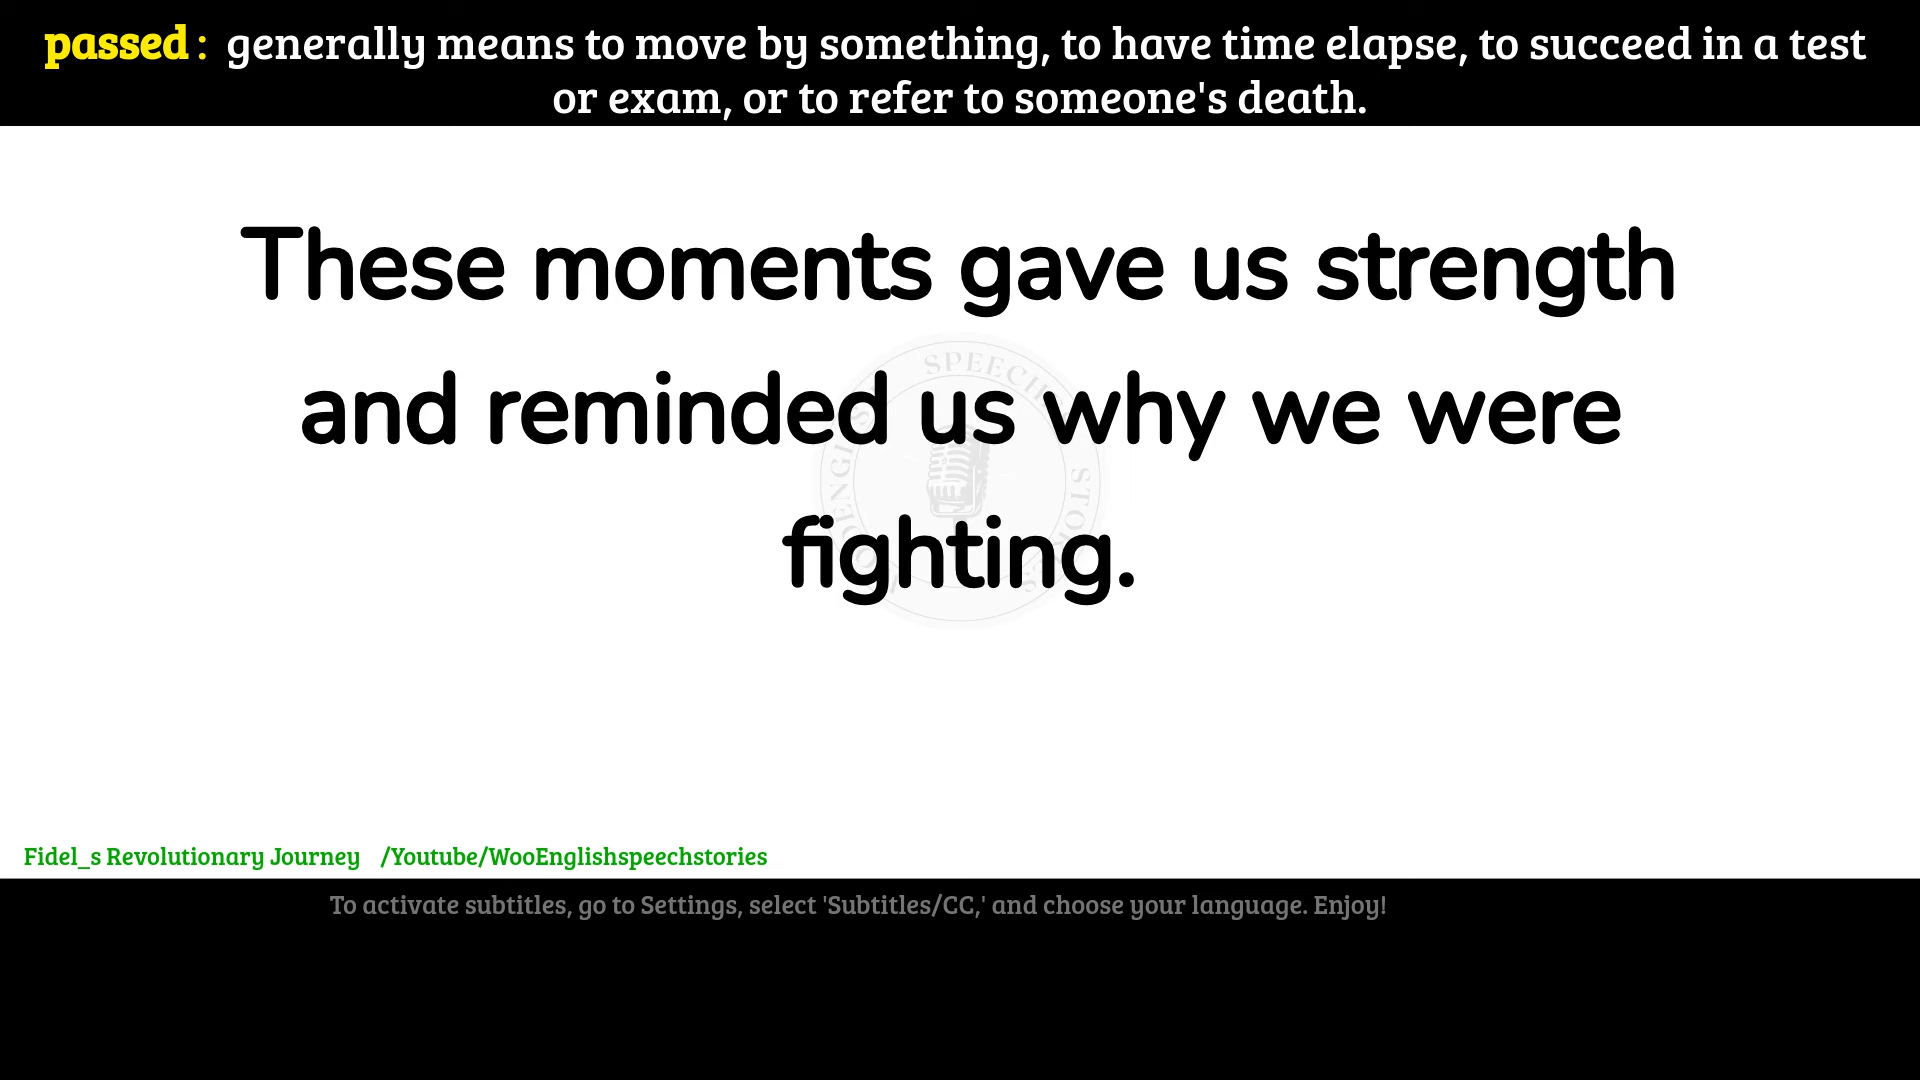 passed : generally means to move by something, to have time elapse, to succeed in a test
or exam, or to refer to someone's death.
These moments gave us strength
and reminded us why we were
fighting.
SPEECH
STORIES
Fidel_s Revolutionary Journey /Youtube/WooEnglishspeechstories
To activate subtitles, go to Settings, select 'Subtitles/CC,' and choose your language. Enjoy!